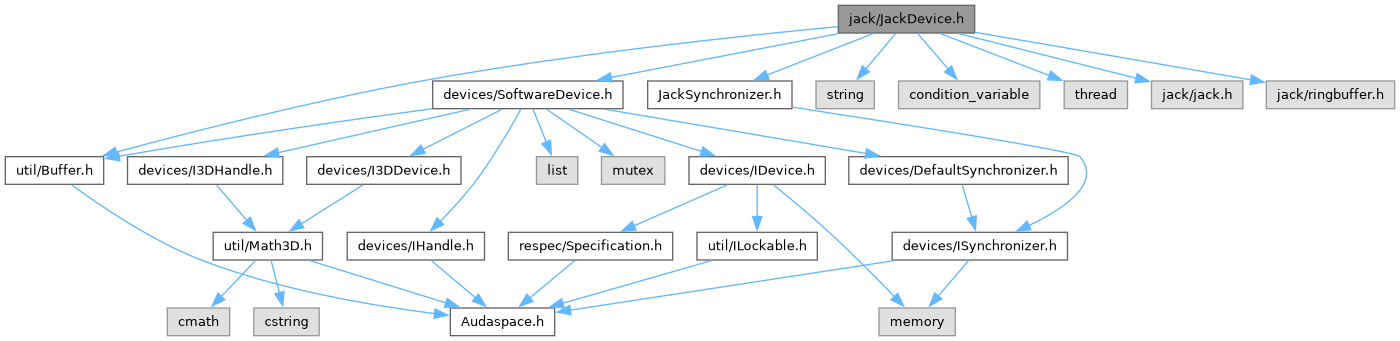 jack/JackDevice.h
devices/SoftwareDevice.h
JackSynchronizer.h
string
condition_variable
thread
jack/jack.h
jack/ringbuffer.h
util/Buffer.h
devices/I3DHandle.h
devices/I3DDevice.h
list
mutex
devices/IDevice.h
devices/DefaultSynchronizer.h
util/Math3D.h
devices/IHandle.h
respec/Specification.h
util/ILockable.h
devices/ISynchronizer.h
cmath
cstring
Audaspace.h
memory